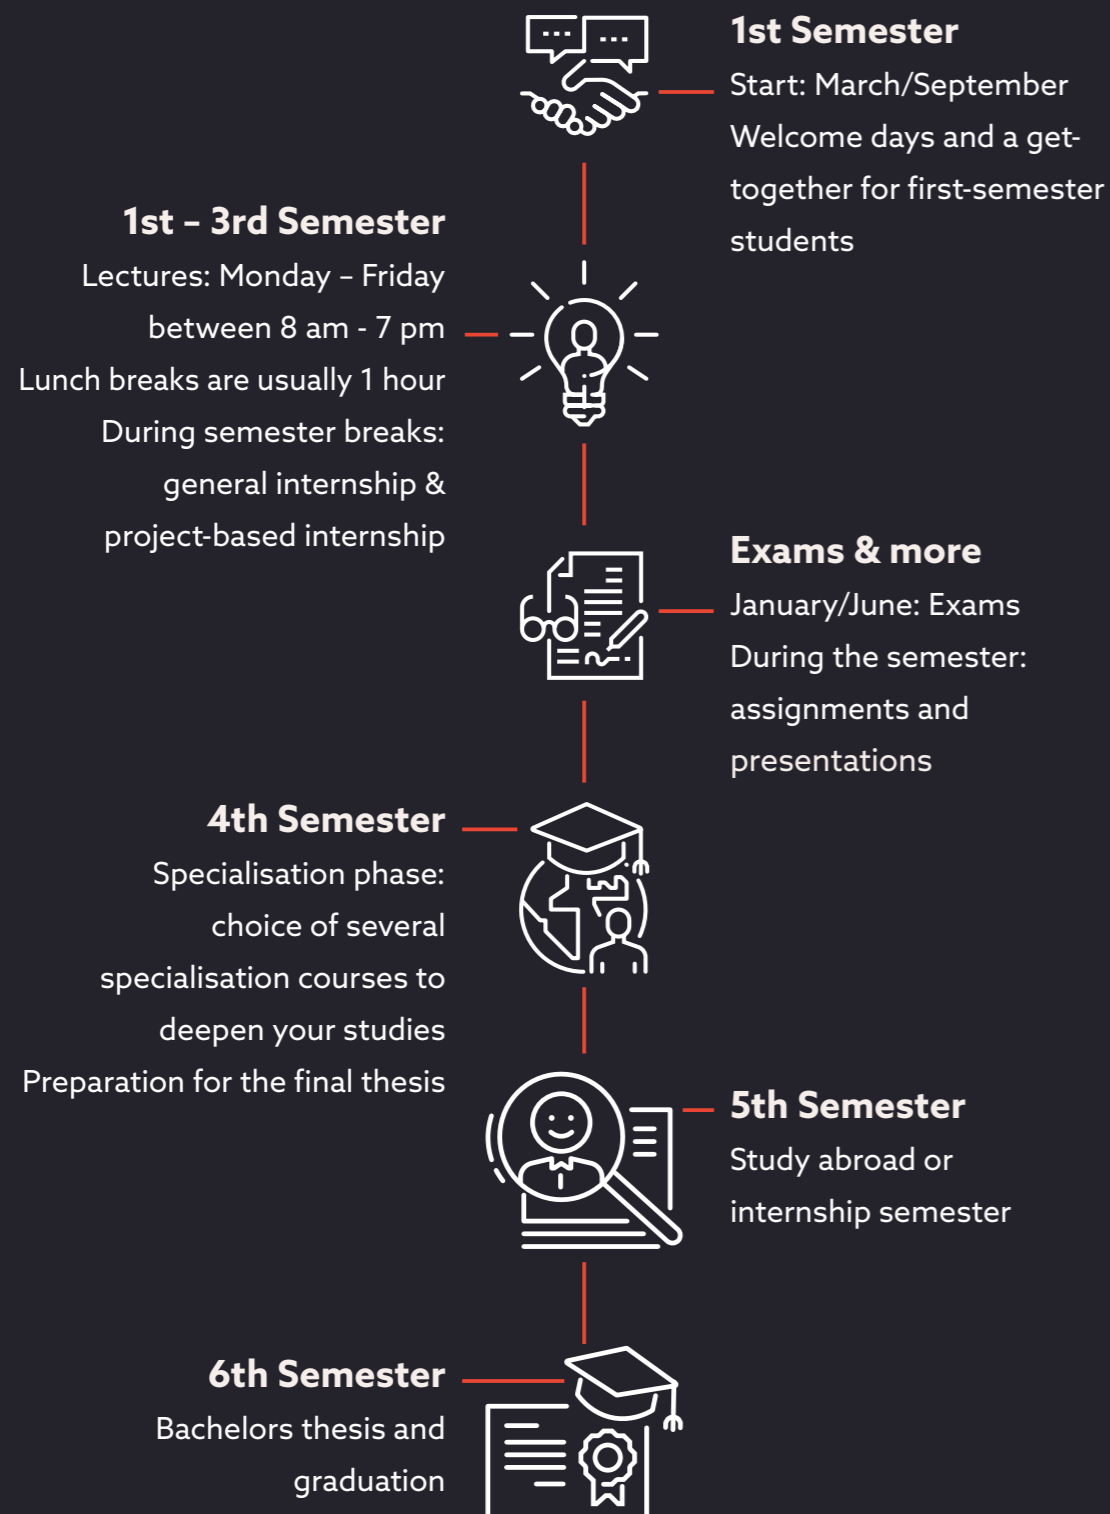 1st Semester
Start: March/September
Welcome days and a get-
together for first-semester
students
1st – 3rd Semester
Lectures: Monday – Friday
between 8 am - 7 pm
Lunch breaks are usually 1 hour
During semester breaks:
general internship &
project-based internship
Exams & more
January/June: Exams
During the semester:
assignments and
presentations
4th Semester
Specialisation phase:
choice of several
specialisation courses to
deepen your studies
Preparation for the final thesis
5th Semester
Study abroad or
internship semester
6th Semester
Bachelors thesis and
graduation